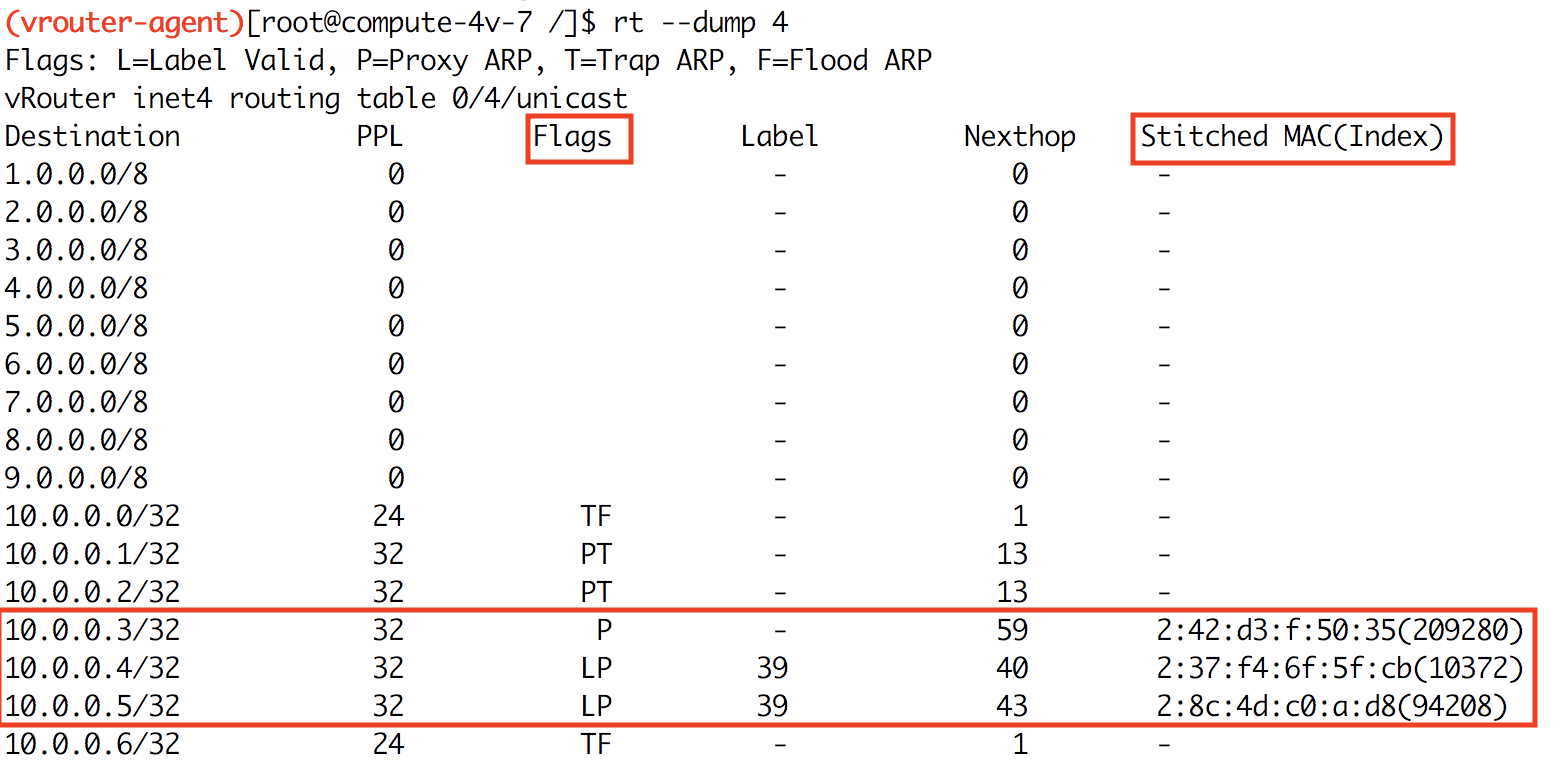 (vrouter-agent)[root@compute-4v-7 /]$ rt --dump 4
Flags: L=Label Valid, P=Proxy ARP, T=Trap ARP, F=Flood ARP
vRouter inet4 routing table 0/4/unicast
Destination PPL Flags Label Nexthop Stitched MAC(Index)
1.0.0.0/8 0 - 0 -
2.0.0.0/8 0 - 0 -
3.0.0.0/8 0 - 0 -
4.0.0.0/8 0 - 0 -
5.0.0.0/8 0 - 0 -
6.0.0.0/8 0 - 0 -
7.0.0.0/8 0 - 0 -
8.0.0.0/8 0 - 0 -
9.0.0.0/8 0 - 0 -
10.0.0.0/32 24 TF - 1 -
10.0.0.1/32 32 PT - 13 -
10.0.0.2/32 32 PT - 13 -
10.0.0.3/32 32 P - 59 2:42:d3:f:50:35(209280)
10.0.0.4/32 32 LP 39 40 2:37:f4:6f:5f:cb(10372)
10.0.0.5/32 32 LP 39 43 2:8c:4d:c0:a:d8(94208)
10.0.0.6/32 24 TF - 1 -